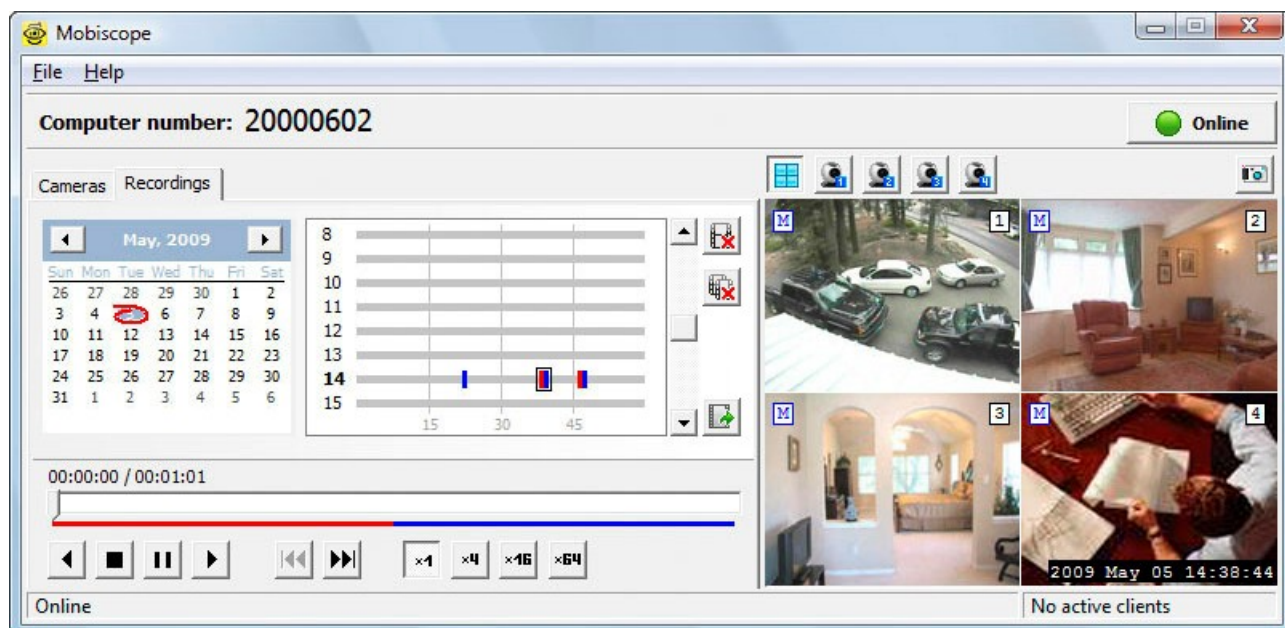 Mobiscope
File Help
Computer number: 20000602
Online
Cameras Recordings
1 2 3 4
May, 2009
Sun Mon Tue Wed Thu Fri Sat
26 27 28 29 30 1 2
3 4 5 6 7 8 9
10 11 12 13 14 15 16
17 18 19 20 21 22 23
24 25 26 27 28 29 30
31 1 2 3 4 5 6
8
9
10
11
12
13
14
15
15 30 45
M 1
M 2
M 3
M 4
2009 May 05 14:38:44
00:00:00 / 00:01:01
×1 ×4 ×16 ×64
Online
No active clients